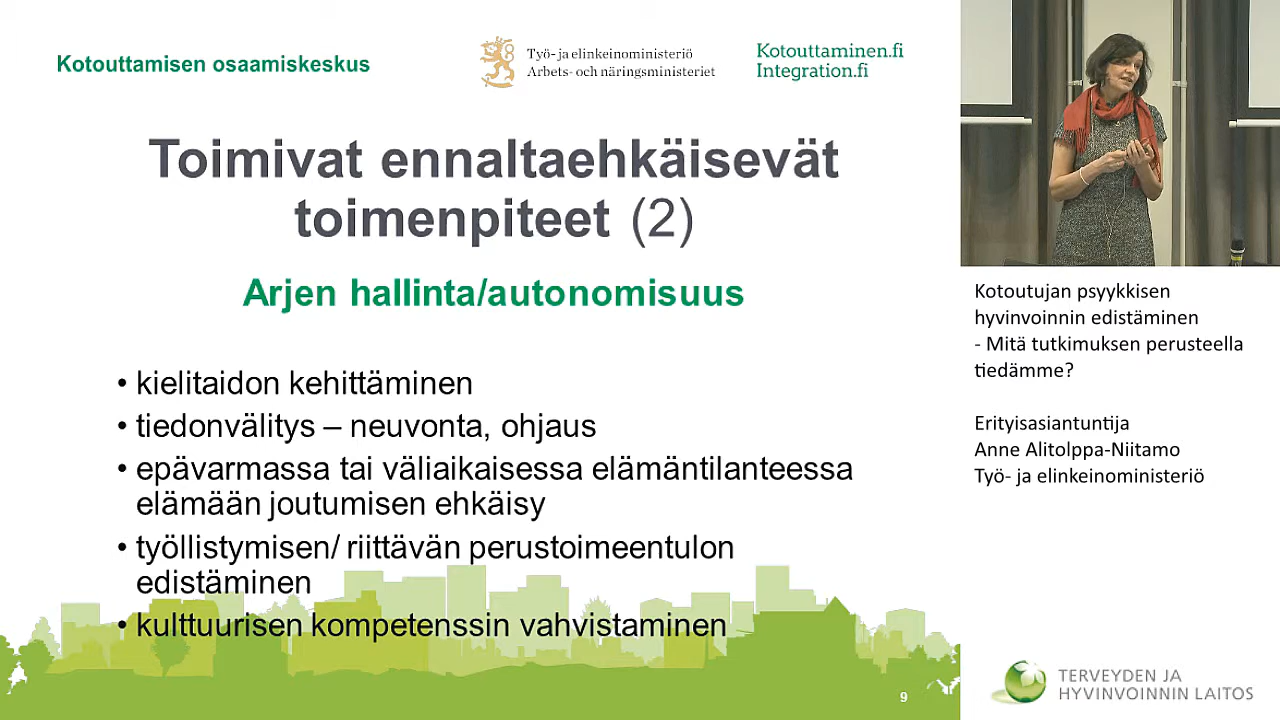 Kotouttamisen osaamiskeskus
Työ- ja elinkeinoministeriö
Arbets- och näringsministeriet
Kotouttaminen.fi
Integration.fi
Toimivat ennaltaehkäisevät
toimenpiteet (2)
Arjen hallinta/autonomisuus
• kielitaidon kehittäminen
• tiedonvälitys – neuvonta, ohjaus
• epävarmassa tai väliaikaisessa elämäntilanteessa
elämään joutumisen ehkäisy
• työllistymisen/ riittävän perustoimeentulon
edistäminen
• kulttuurisen kompetenssin vahvistaminen
9
Kotoutujan psyykkisen
hyvinvoinnin edistäminen
- Mitä tutkimuksen perusteella
tiedämme?
Erityisasiantuntija
Anne Alitolppa-Niitamo
Työ- ja elinkeinoministeriö
TERVEYDEN JA
HYVINVOINNIN LAITOS